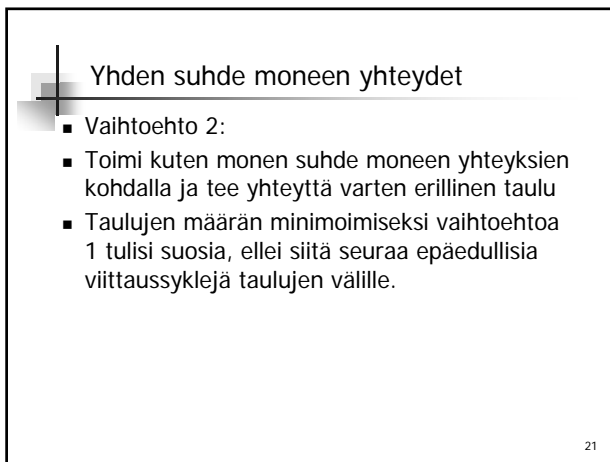 Yhden suhde moneen yhteydet
Vaihtoehto 2:
Toimi kuten monen suhde moneen yhteyksien
kohdalla ja tee yhteyttä varten erillinen taulu
Taulujen määrän minimoimiseksi vaihtoehtoa
1 tulisi suosia, ellei siitä seuraa epäedullisia
viittaussyklejä taulujen välille.
21